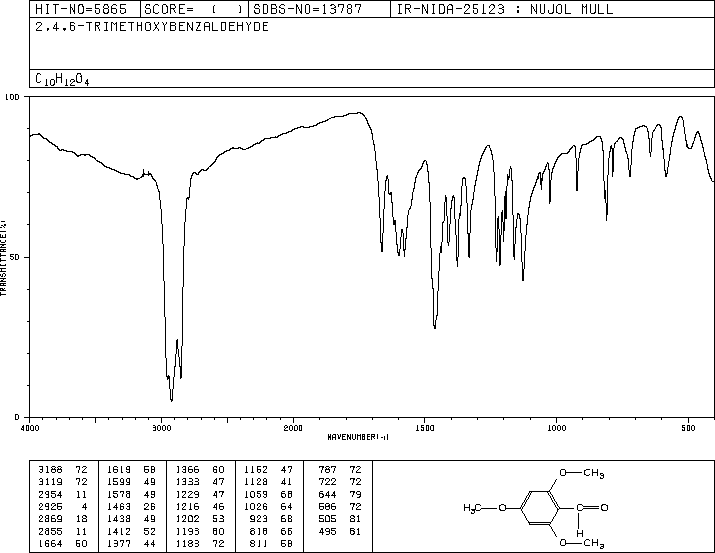 HIT-NO=5865 SCORE= ( ) SDBS-NO=13787 IR-NIDA-25123 : NUJOL MULL
2,4,6-TRIMETHOXYBENZALDEHYDE
C10H12O4
100
50
0
TRANSMITTANCE(%)
4000 3000 2000 1500 1000 500
WAVENUMBER(-1)
3188 72 1619 58 1366 60 1162 47 787 72
3119 72 1599 49 1333 47 1128 41 722 72
2954 11 1578 49 1229 47 1059 68 644 79
2925 4 1463 26 1216 46 1026 64 586 72
2869 18 1438 49 1202 53 923 68 505 81
2855 11 1412 52 1193 60 818 66 495 81
1664 50 1377 44 1183 72 811 58
O—CH3
H3C—O
C=O
H
O—CH3